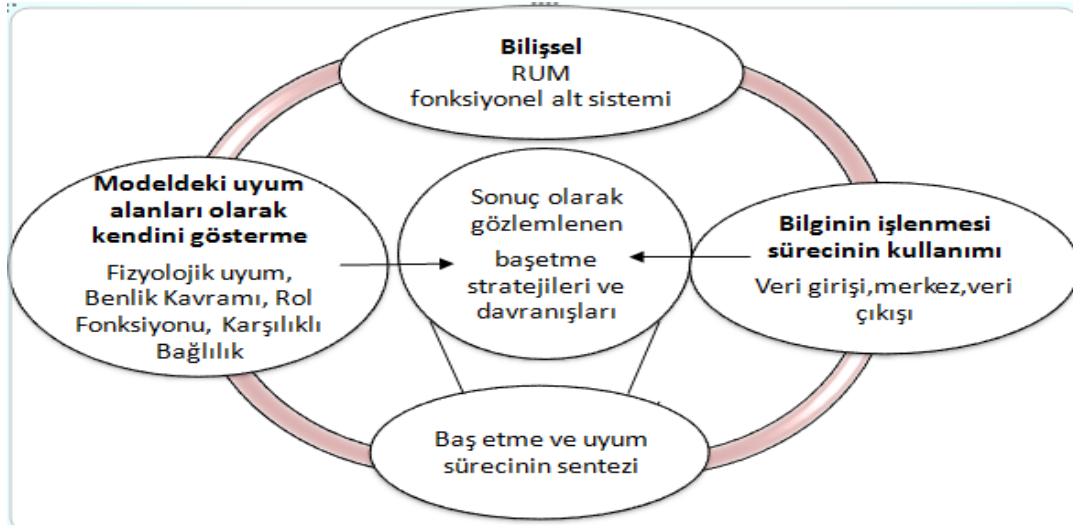 Bilişsel
RUM
fonksiyonel alt sistemi
Modeldeki uyum
alanları olarak
kendini gösterme
Fizyolojik uyum,
Benlik Kavramı, Rol
Fonksiyonu, Karşılıklı
Bağlılık
Sonuç olarak
gözlemlenen
başetme
stratejileri ve
davranışları
Bilginin işlenmesi
sürecinin kullanımı
Veri girişi,merkez,veri
çıkışı
Baş etme ve uyum
sürecinin sentezi